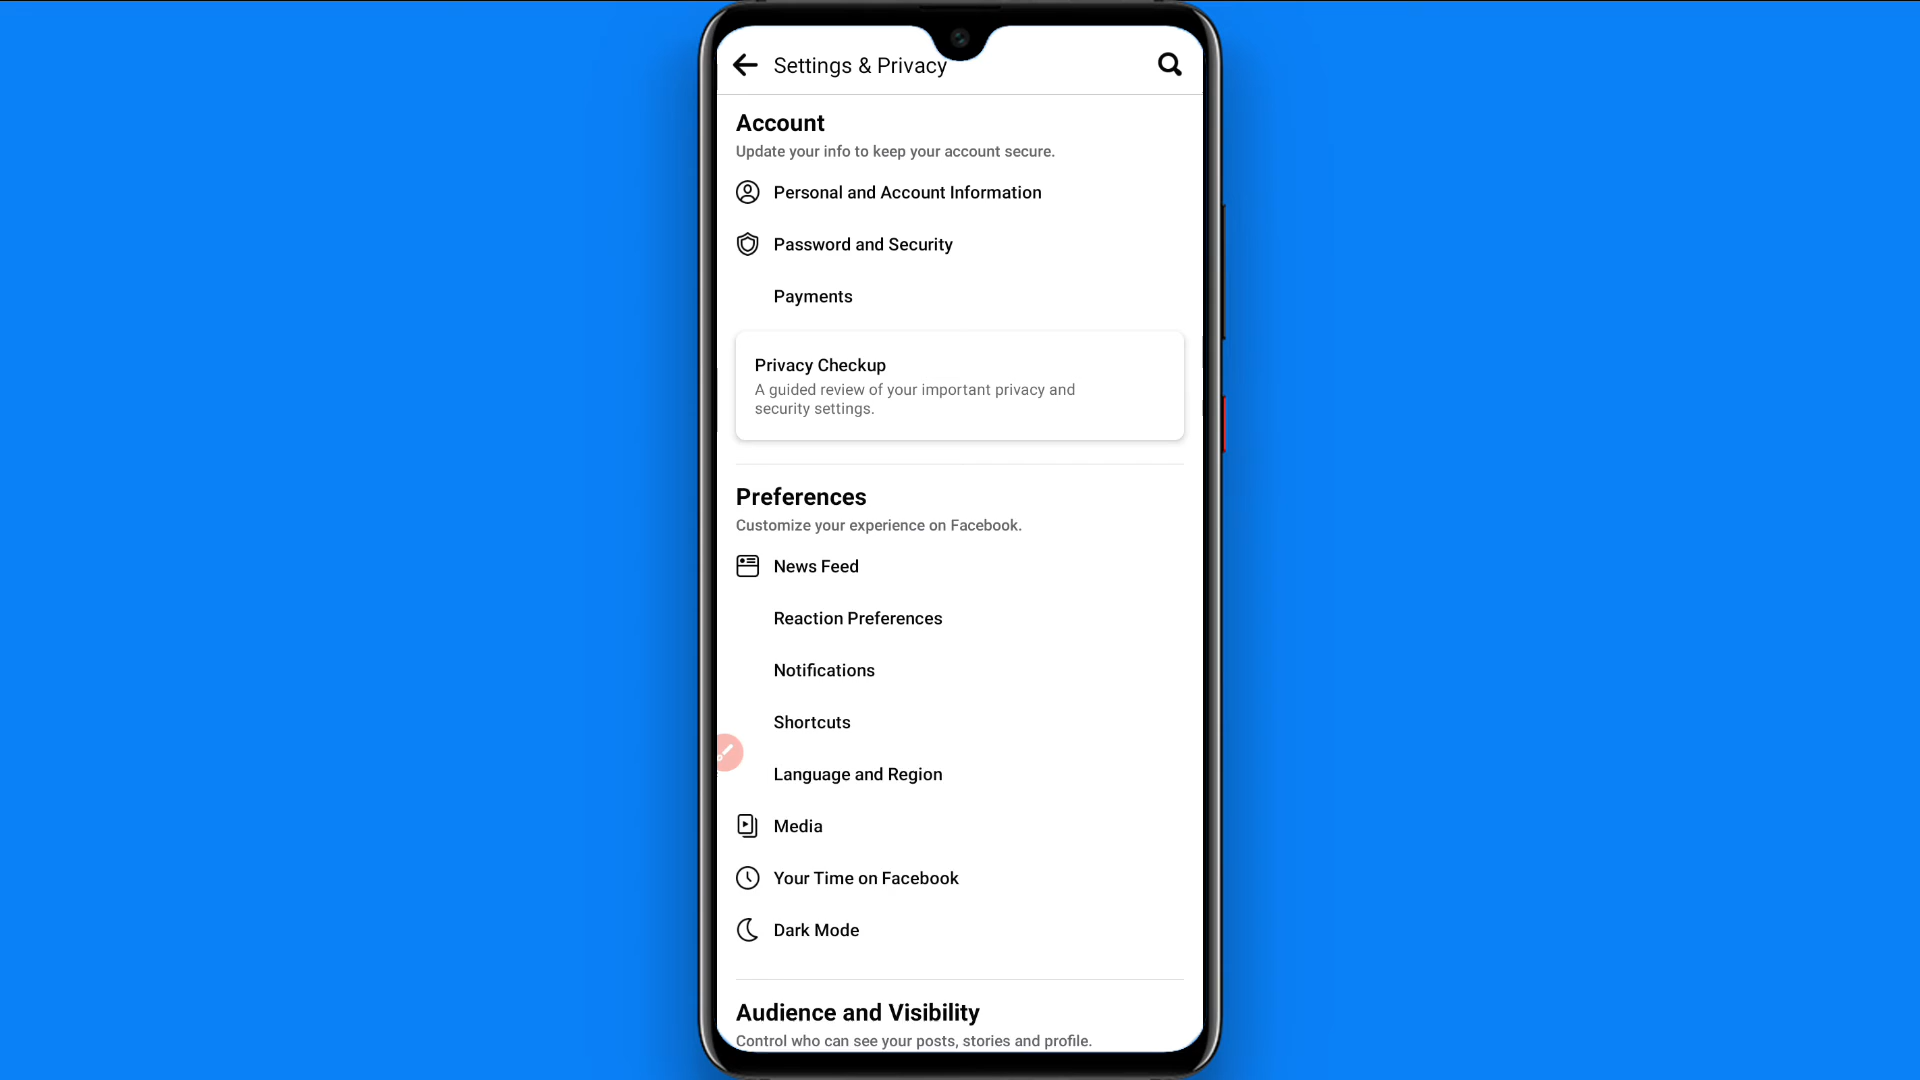 Settings & Privacy
Account
Update your info to keep your account secure.
Personal and Account Information
Password and Security
Payments
Privacy Checkup
A guided review of your important privacy and
security settings.
Preferences
Customize your experience on Facebook.
News Feed
Reaction Preferences
Notifications
Shortcuts
Language and Region
Media
Your Time on Facebook
Dark Mode
Audience and Visibility
Control who can see your posts, stories and profile.